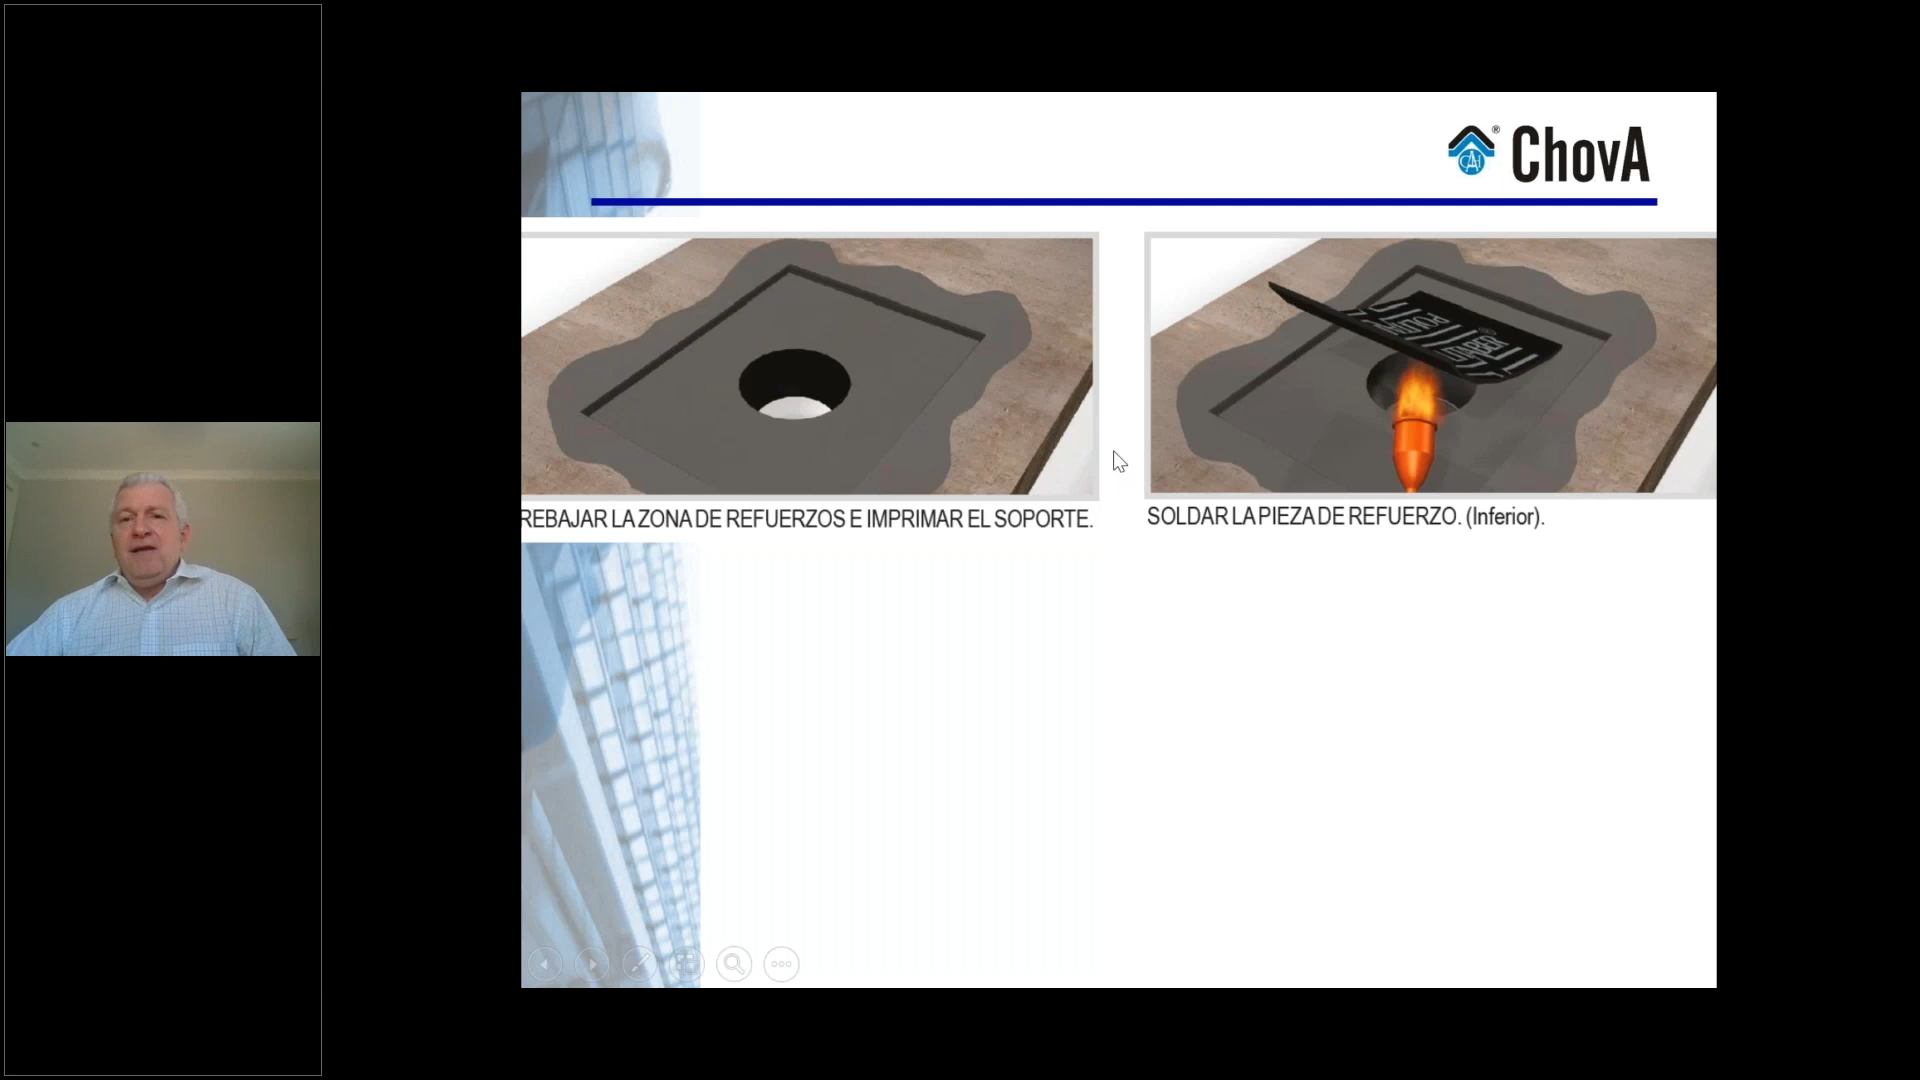 ChovA
REBAJAR LA ZONA DE REFUERZOS E IMPRIMAR EL SOPORTE.
SOLDAR LA PIEZA DE REFUERZO. (Inferior).